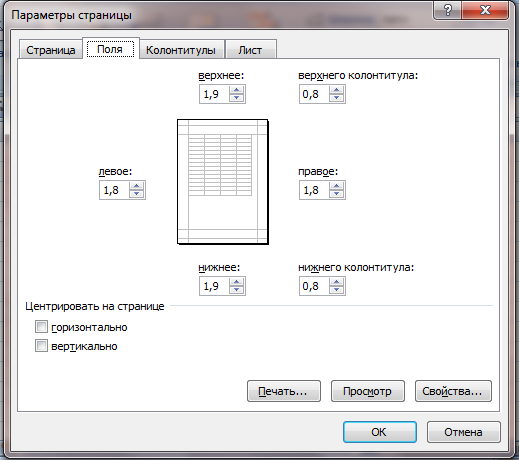 Параметры страницы
Страница Поля Колонтитулы Лист
верхнее: верхнего колонтитула:
1,9 0,8
левое: правое:
1,8 1,8
нижнее: нижнего колонтитула:
1,9 0,8
Центрировать на странице
горизонтально
вертикально
Печать... Просмотр Свойства...
ОК Отмена